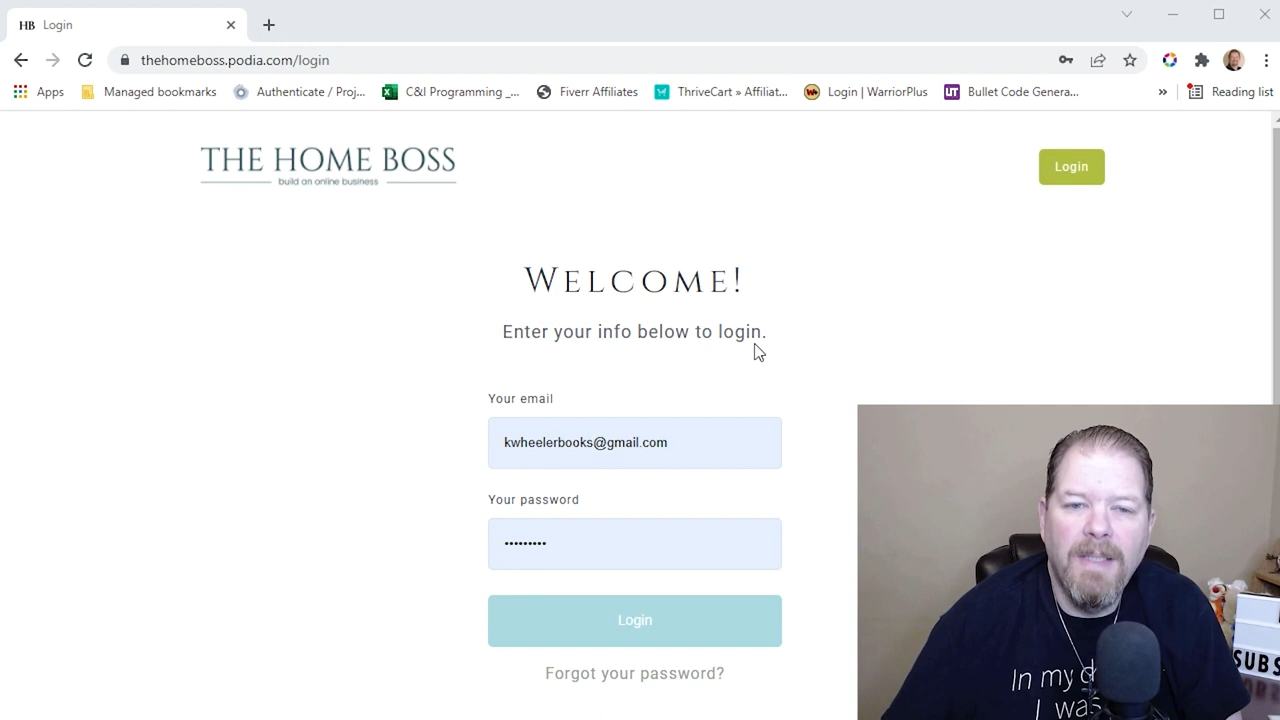 HB Login
thehomeboss.podia.com/login
Apps Managed bookmarks Authenticate / Proj... C&I Programming _... Fiverr Affiliates ThriveCart » Affiliat... Login | WarriorPlus UT Bullet Code Genera... » Reading list
THE HOME BOSS
build an online business
Login
WELCOME!
Enter your info below to login.
Your email
kwheelerbooks@gmail.com
Your password
•••••••••
Login
Forgot your password?
In my d
I was
SUBS